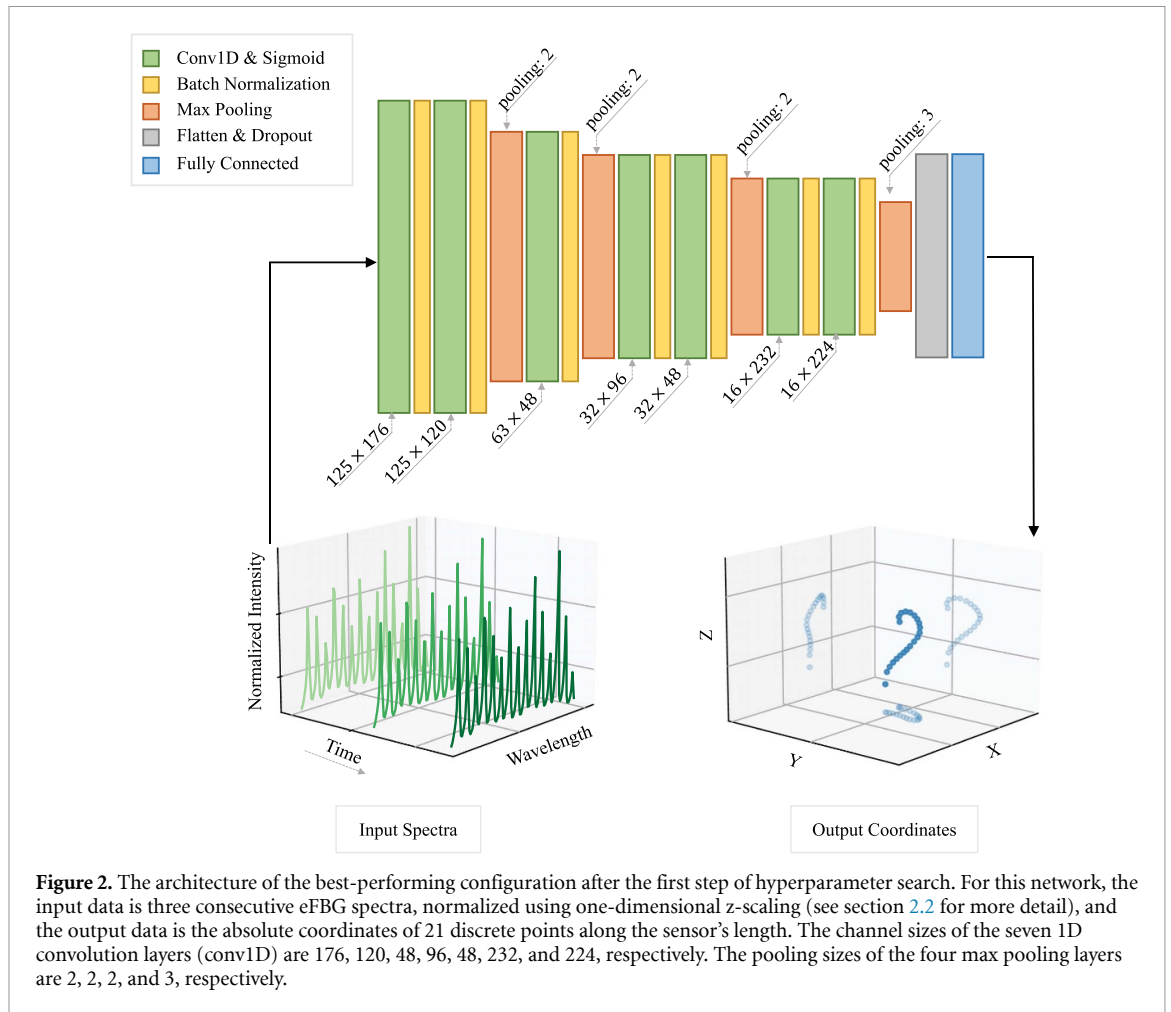 Conv1D & Sigmoid
Batch Normalization
Max Pooling
Flatten & Dropout
Fully Connected
pooling: 2
pooling: 2
pooling: 2
pooling: 3
125 × 176
125 × 120
63 × 48
32 × 96
32 × 48
16 × 232
16 × 224
Normalized Intensity
Time
Wavelength
Z
Y
X
Input Spectra
Output Coordinates
Figure 2. The architecture of the best-performing configuration after the first step of hyperparameter search. For this network, the
input data is three consecutive eFBG spectra, normalized using one-dimensional z-scaling (see section 2.2 for more detail), and
the output data is the absolute coordinates of 21 discrete points along the sensor's length. The channel sizes of the seven 1D
convolution layers (conv1D) are 176, 120, 48, 96, 48, 232, and 224, respectively. The pooling sizes of the four max pooling layers
are 2, 2, 2, and 3, respectively.